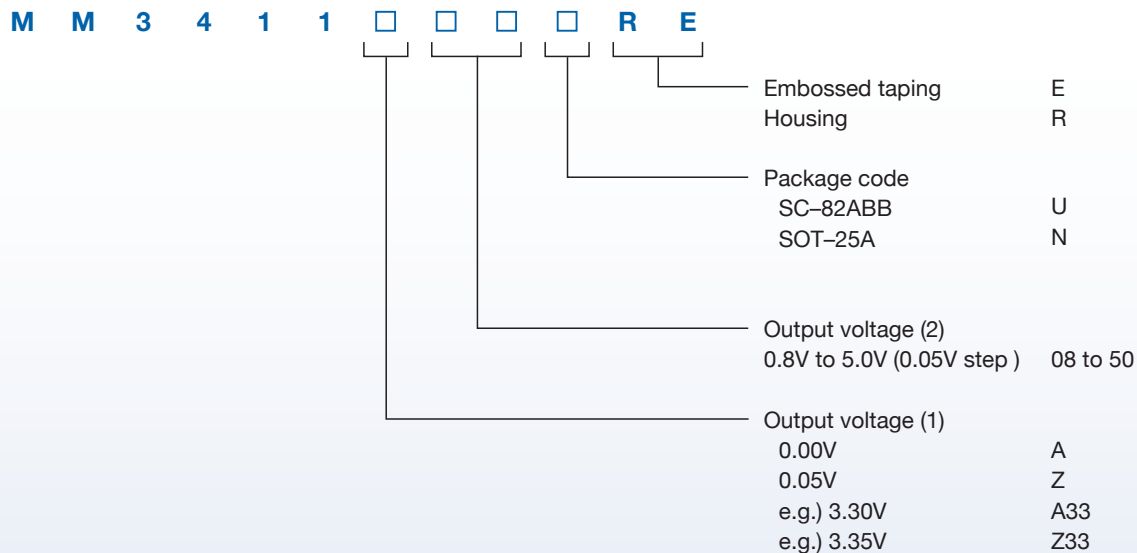 M M 3 4 1 1 □ □ □ □ R E
Embossed taping E
Housing R
Package code
SC–82ABB U
SOT–25A N
Output voltage (2)
0.8V to 5.0V (0.05V step ) 08 to 50
Output voltage (1)
0.00V A
0.05V Z
e.g.) 3.30V A33
e.g.) 3.35V Z33